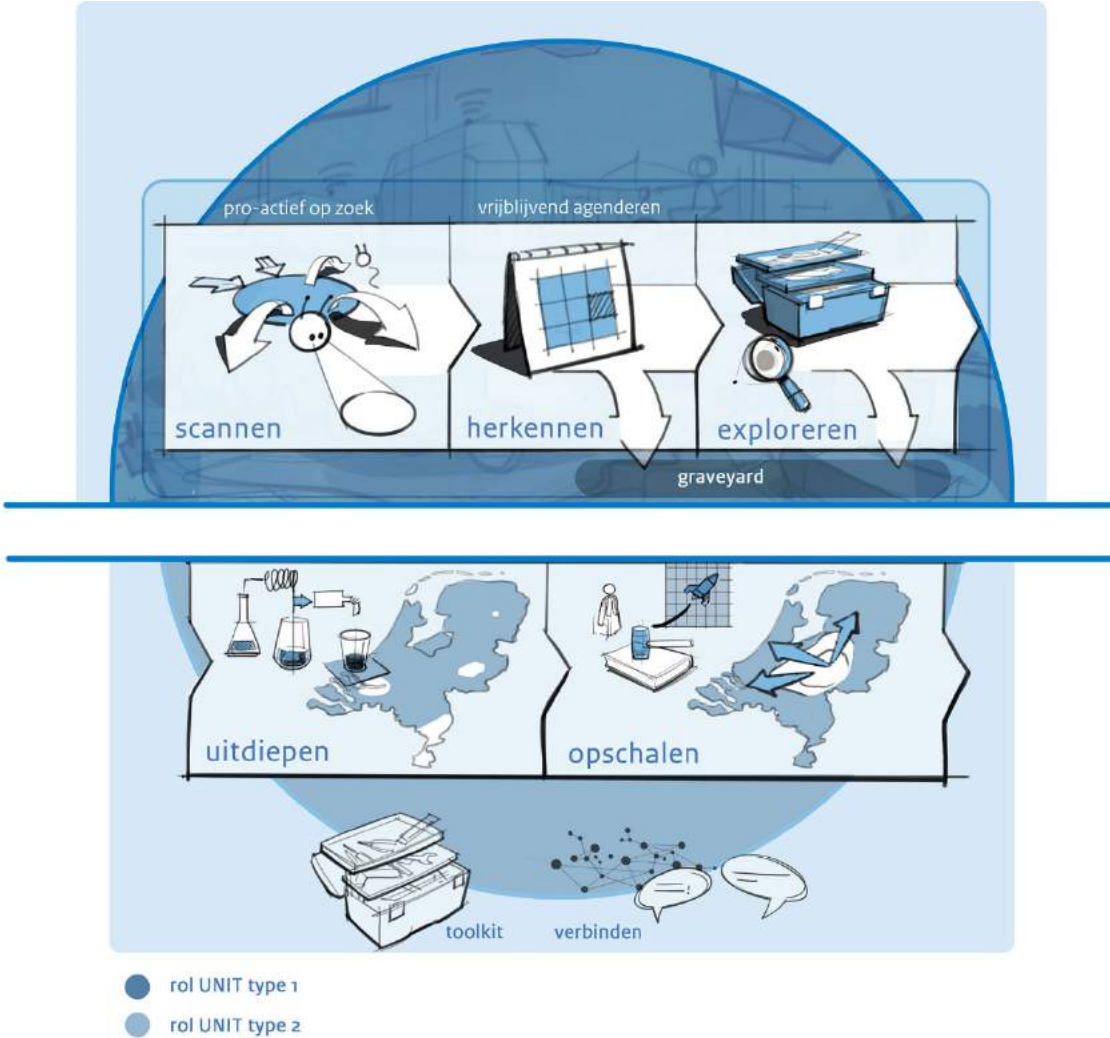 pro-actief op zoek
vrijblijvend agenderen
scannen
herkennen
exploreren
graveyard
uitdiepen
opschalen
toolkit
verbinden
rol UNIT type 1
rol UNIT type 2